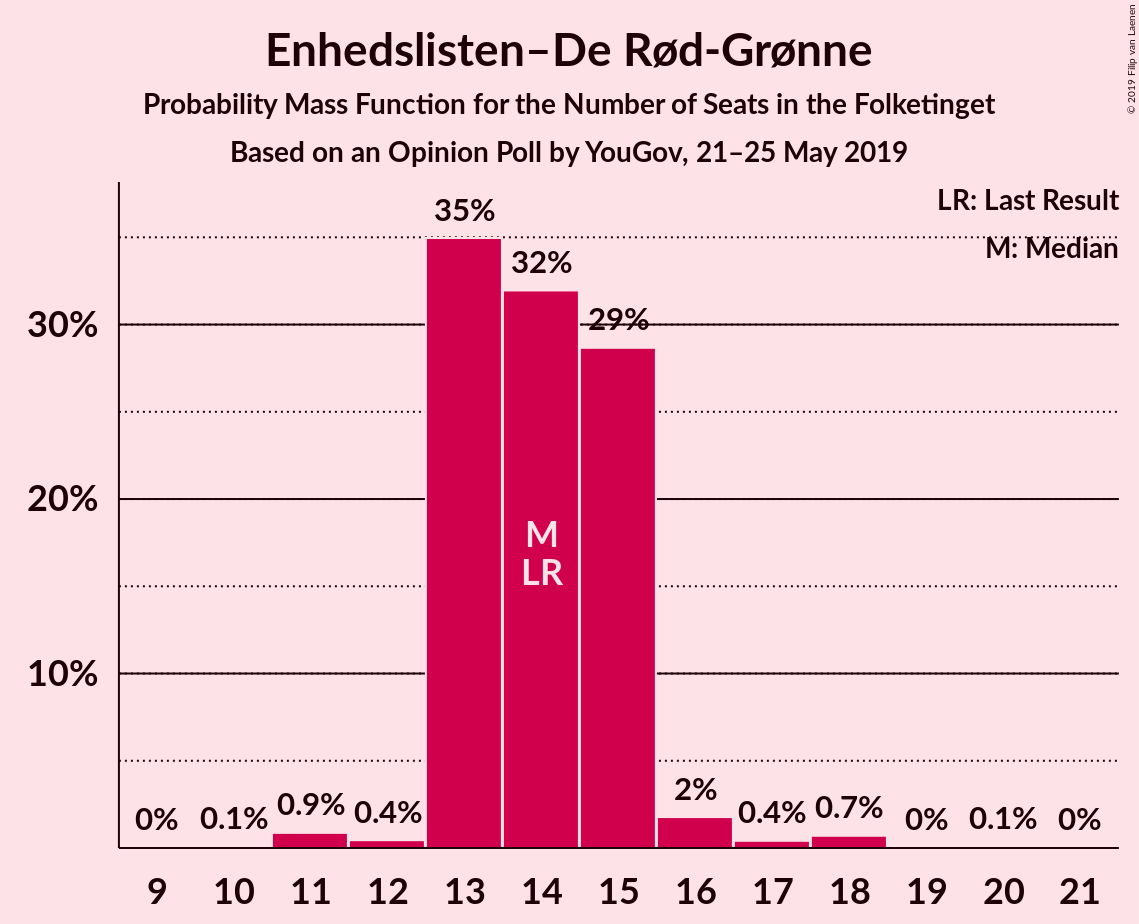 Enhedslisten–De Rød-Grønne
Probability Mass Function for the Number of Seats in the Folketinget
Based on an Opinion Poll by YouGov, 21–25 May 2019
© 2019 Filip van Laenen
LR: Last Result
M: Median
35%
32%
29%
30%
20%
10%
M
LR
0%
0.1%
0.9%
0.4%
2%
0.4%
0.7%
0%
0.1%
0%
9 10 11 12 13 14 15 16 17 18 19 20 21